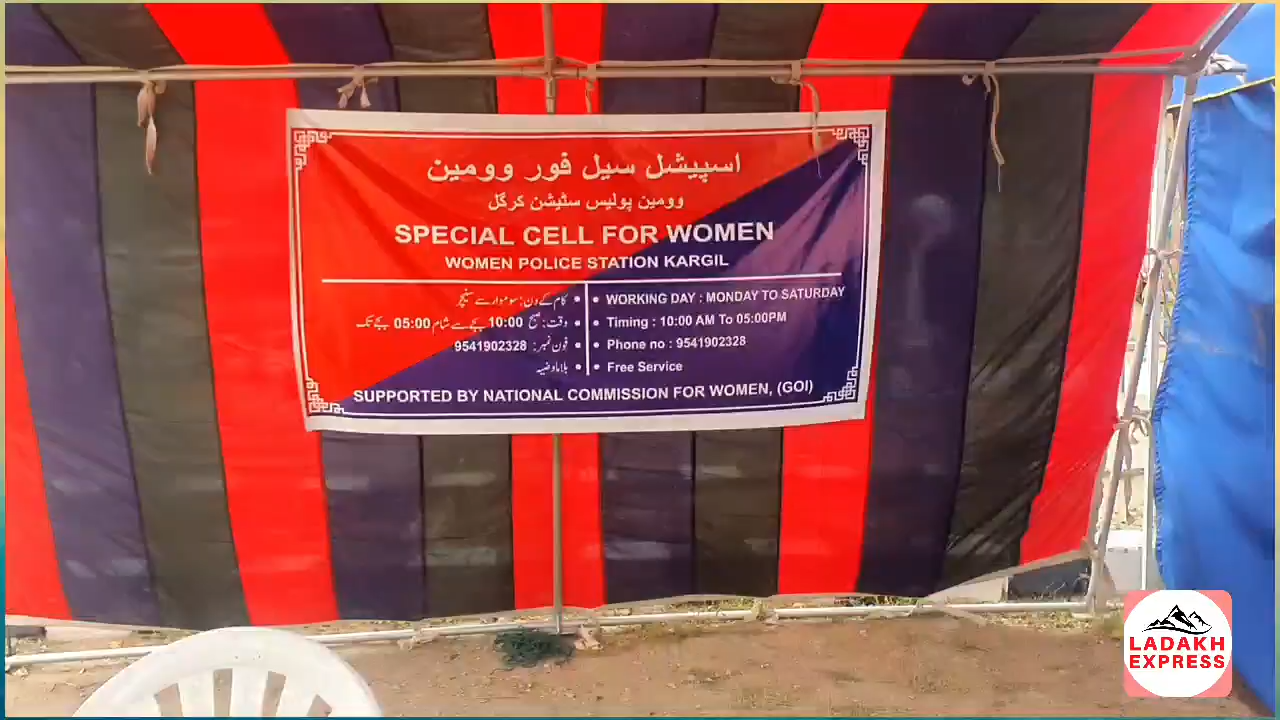 اسپیشل سیل فور وومین
وومین پولیس سٹیشن کرگل
SPECIAL CELL FOR WOMEN
WOMEN POLICE STATION KARGIL
• کام کے دن: سوموار سے سنیچر
• وقت: صبح 10:00 بجے سے شام 05:00 بجے تک
• فون نمبر: 9541902328
• بلامعاوضہ
• WORKING DAY : MONDAY TO SATURDAY
• Timing : 10:00 AM To 05:00PM
• Phone no : 9541902328
• Free Service
SUPPORTED BY NATIONAL COMMISSION FOR WOMEN, (GOI)
LADAKH
EXPRESS